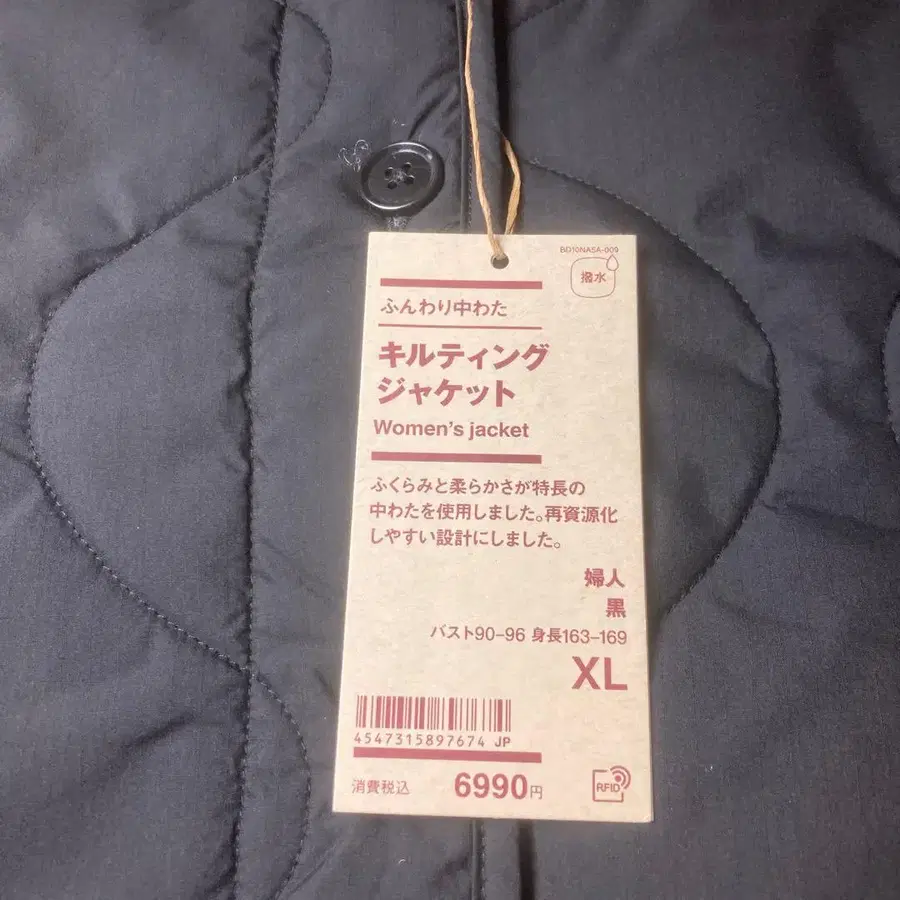 BD10NA5A-009
撥水
ふんわり中わた
キルティング
ジャケット
Women's jacket
ふくらみと柔らかさが特長の
中わたを使用しました。再資源化
しやすい設計にしました。
婦人
黒
バスト90-96 身長163-169
XL
4547315897674 JP
消費税込 6990円
RFID